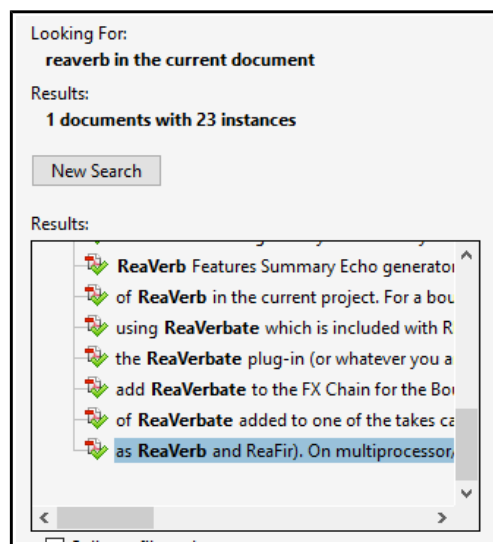 Looking For:
reaverb in the current document
Results:
1 documents with 23 instances
New Search
Results:
ReaVerb Features Summary Echo generator
of ReaVerb in the current project. For a bou
using ReaVerbate which is included with R
the ReaVerbate plug-in (or whatever you a
add ReaVerbate to the FX Chain for the Bo
of ReaVerbate added to one of the takes ca
as ReaVerb and ReaFir). On multiprocessor/